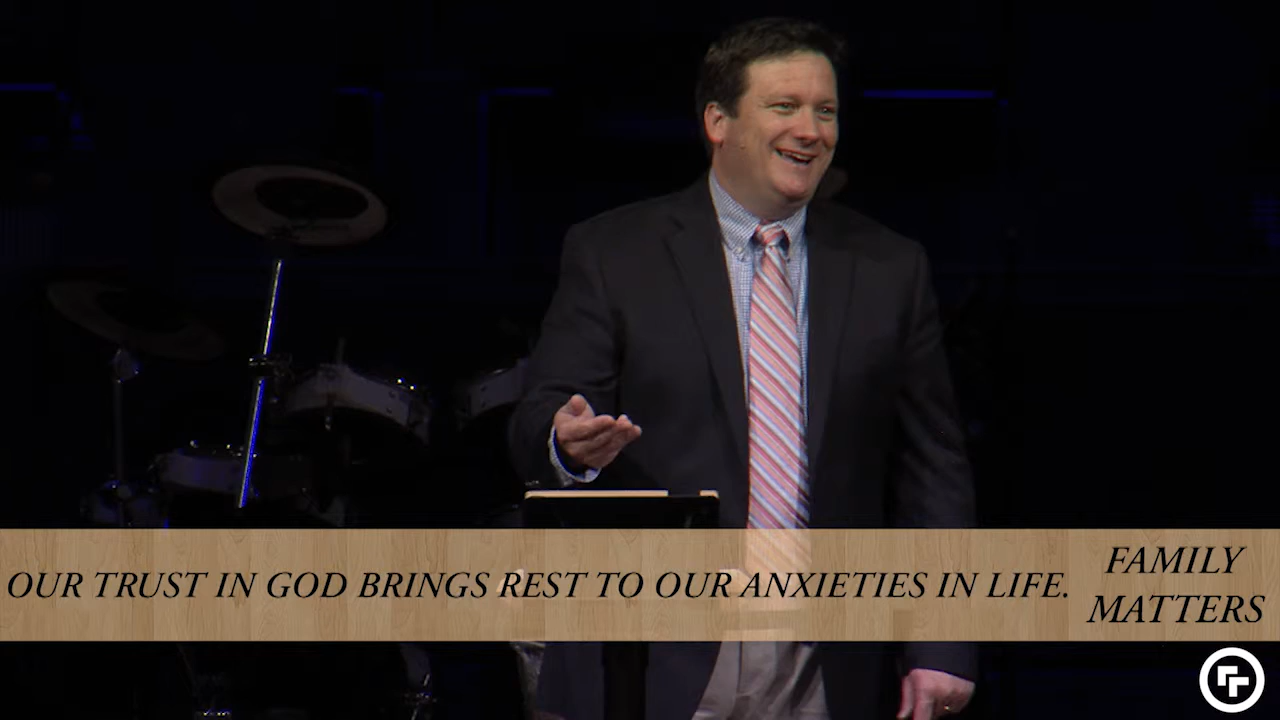 OUR TRUST IN GOD BRINGS REST TO OUR ANXIETIES IN LIFE.
FAMILY
MATTERS